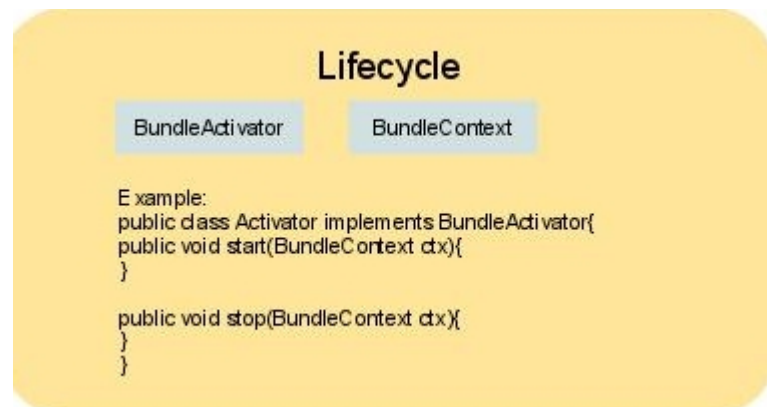 Lifecycle
BundleActivator
BundleContext
Example:
public class Activator implements BundleActivator{
public void start(BundleContext ctx){
}
public void stop(BundleContext ctx){
}
}